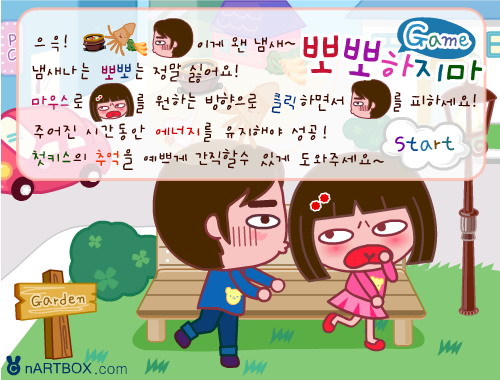 Game
뽀뽀하지마
으윽! 이게 왠 냄새~
냄새나는 뽀뽀는 정말 싫어요!
마우스로 를 원하는 방향으로 클릭하면서 를 피하세요!
주어진 시간동안 에너지를 유지해야 성공!
첫키스의 추억을 예쁘게 간직할수 있게 도와주세요~
Start
Garden
nARTBOX.com